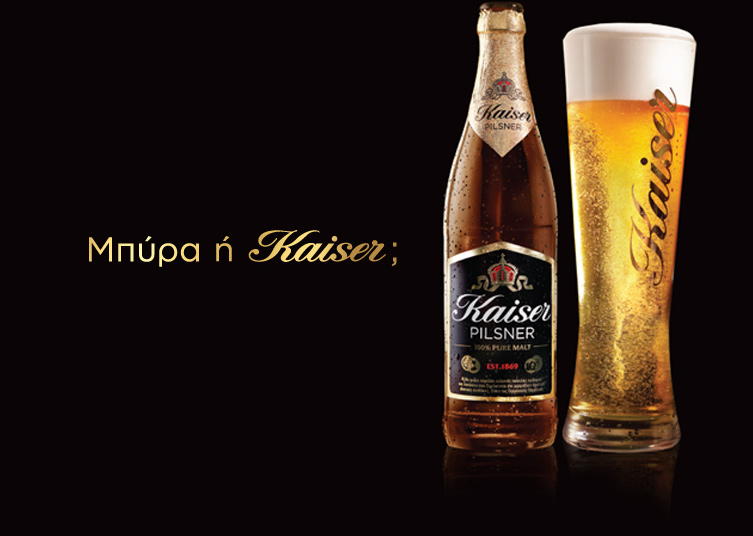 Μπύρα ή Kaiser;
Kaiser
PILSNER
Kaiser
PILSNER
100% PURE MALT
EST.1869
Kaiser